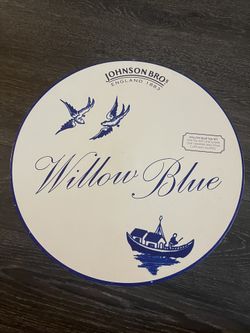 JOHNSON BROS
ENGLAND 1883
Willow Blue